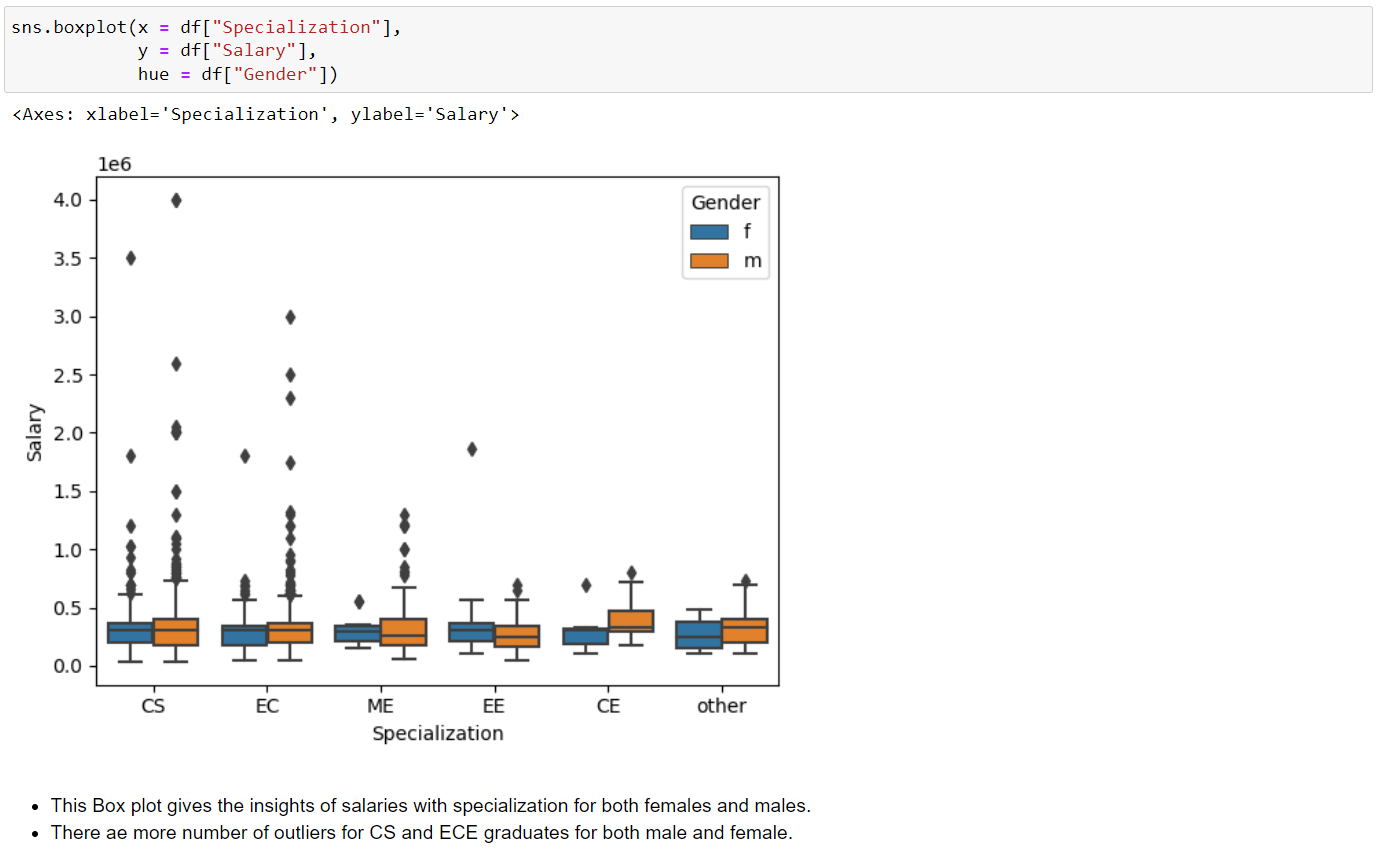 sns.boxplot(x = df["Specialization"],
y = df["Salary"],
hue = df["Gender"])
<Axes: xlabel='Specialization', ylabel='Salary'>
1e6
Gender
f
m
4.0
3.5
3.0
2.5
2.0
1.5
1.0
0.5
0.0
Salary
CS EC ME EE CE other
Specialization
• This Box plot gives the insights of salaries with specialization for both females and males.
• There ae more number of outliers for CS and ECE graduates for both male and female.